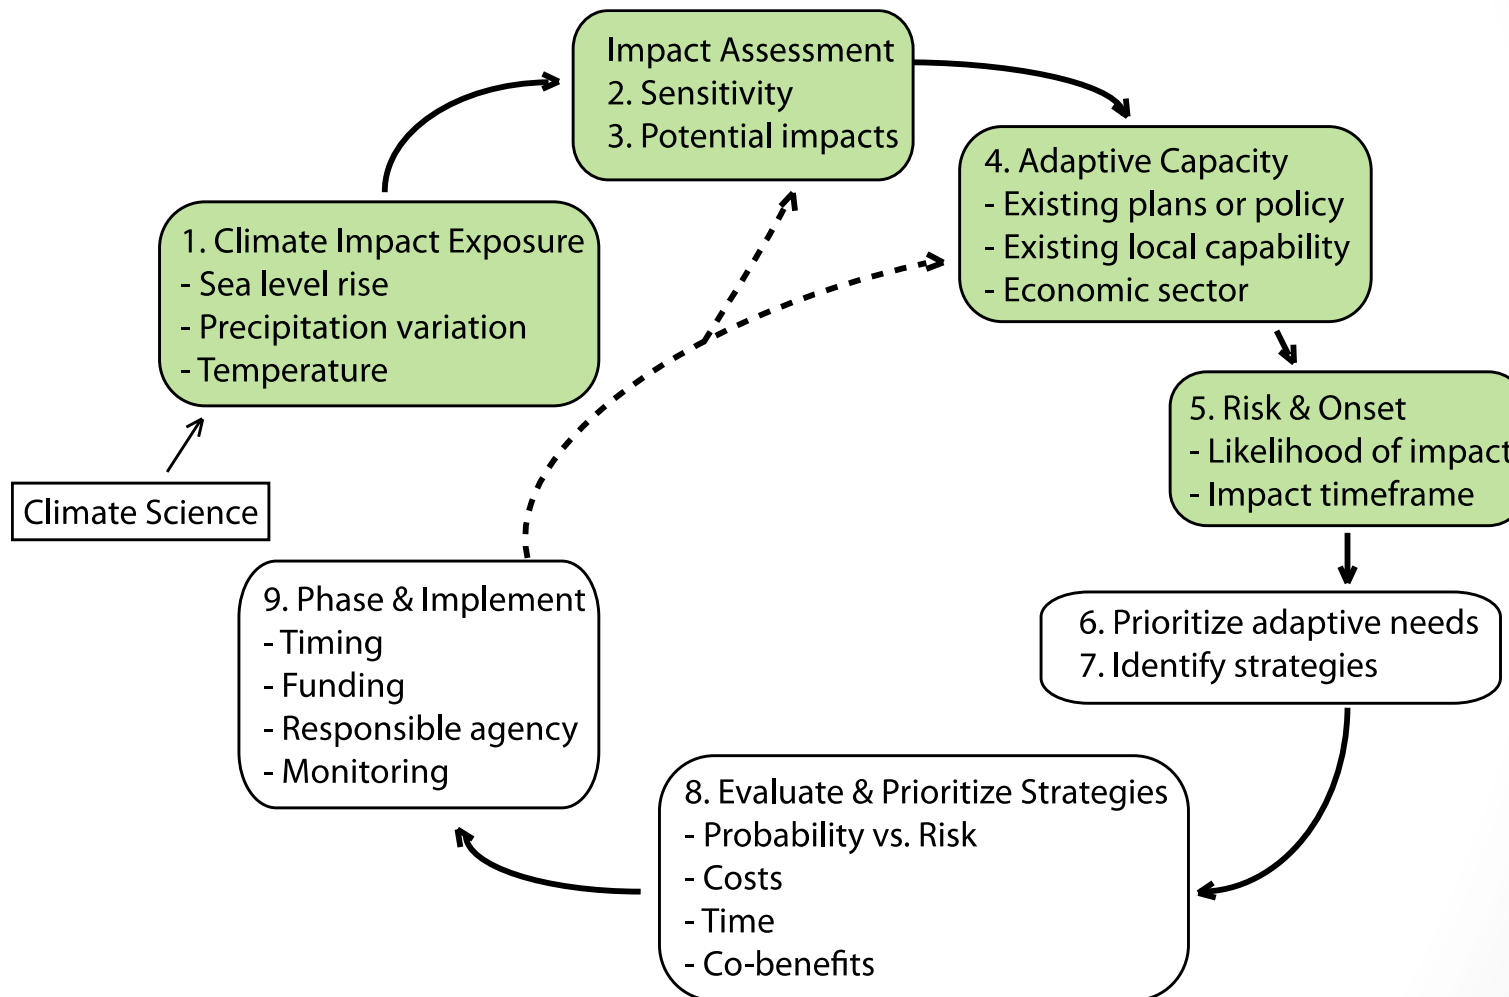 Impact Assessment
2. Sensitivity
3. Potential impacts
4. Adaptive Capacity
- Existing plans or policy
- Existing local capability
- Economic sector
1. Climate Impact Exposure
- Sea level rise
- Precipitation variation
- Temperature
5. Risk & Onset
- Likelihood of impact
- Impact timeframe
Climate Science
6. Prioritize adaptive needs
7. Identify strategies
9. Phase & Implement
- Timing
- Funding
- Responsible agency
- Monitoring
8. Evaluate & Prioritize Strategies
- Probability vs. Risk
- Costs
- Time
- Co-benefits